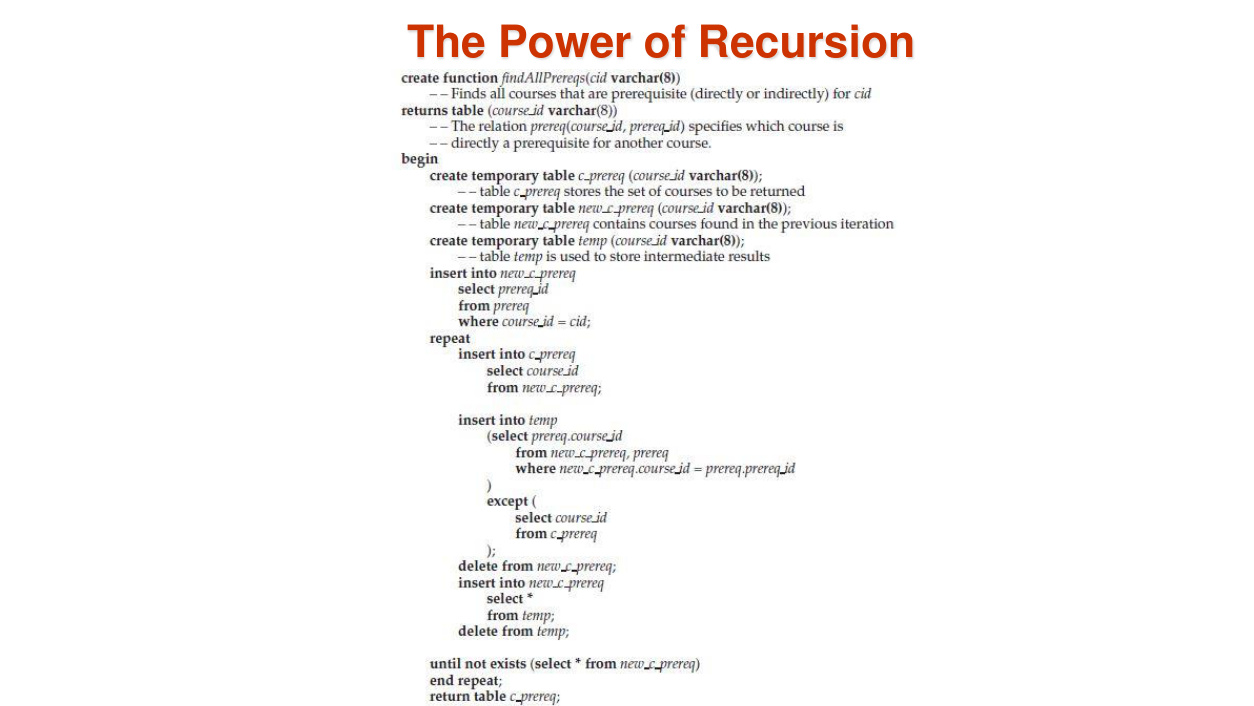 The Power of Recursion
create function findAllPrereqs(cid varchar(8))
– – Finds all courses that are prerequisite (directly or indirectly) for cid
returns table (course_id varchar(8))
– – The relation prereq(course_id, prereq_id) specifies which course is
– – directly a prerequisite for another course.
begin
create temporary table c_prereq (course_id varchar(8));
– – table c_prereq stores the set of courses to be returned
create temporary table new_c_prereq (course_id varchar(8));
– – table new_c_prereq contains courses found in the previous iteration
create temporary table temp (course_id varchar(8));
– – table temp is used to store intermediate results
insert into new_c_prereq
select prereq_id
from prereq
where course_id = cid;
repeat
insert into c_prereq
select course_id
from new_c_prereq;
insert into temp
(select prereq.course_id
from new_c_prereq, prereq
where new_c_prereq.course_id = prereq.prereq_id
)
except (
select course_id
from c_prereq
);
delete from new_c_prereq;
insert into new_c_prereq
select *
from temp;
delete from temp;
until not exists (select * from new_c_prereq)
end repeat;
return table c_prereq;